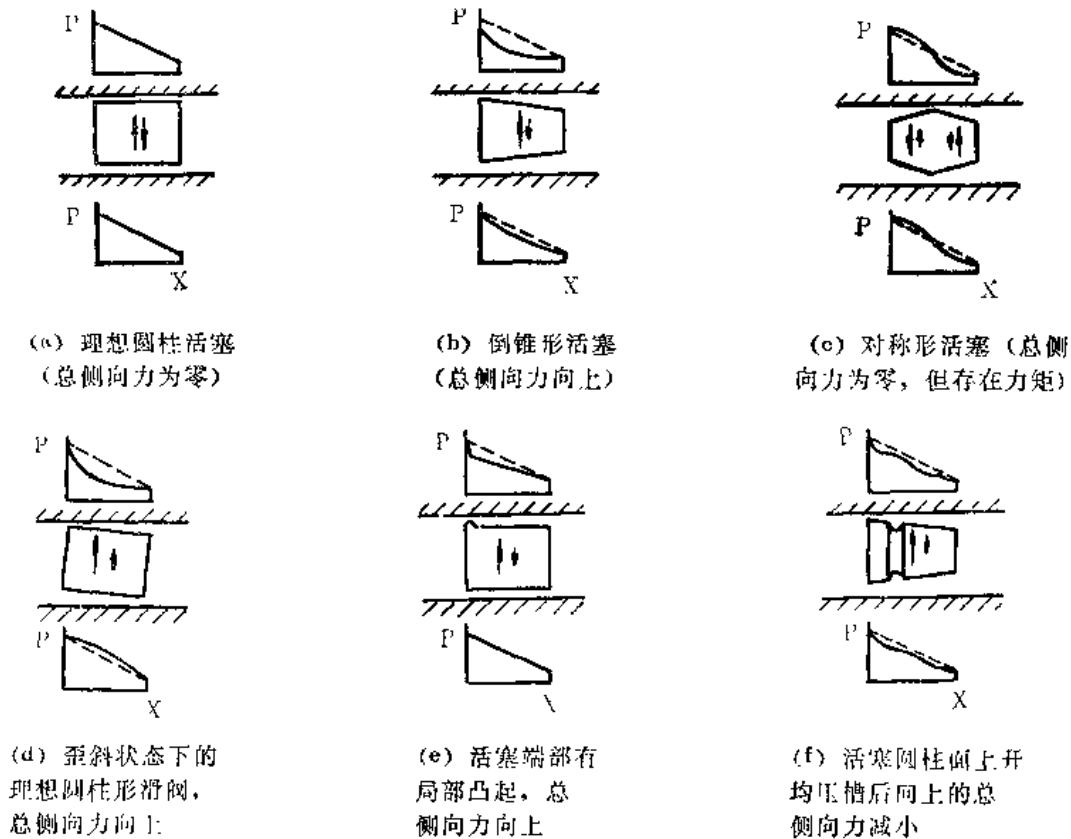 P
P
P
P
P
P
X
X
X
(a) 理想圆柱活塞
(总侧向力为零)
(b) 倒锥形活塞
(总侧向力向上)
(c) 对称形活塞 (总侧
向力为零, 但存在力矩)
P
P
P
P
P
P
X
X
(d) 歪斜状态下的
理想圆柱形滑阀,
总侧向力向上
(e) 活塞端部有
局部凸起, 总
侧向力向上
(f) 活塞圆柱面上开
均压槽后向上的总
侧向力减小